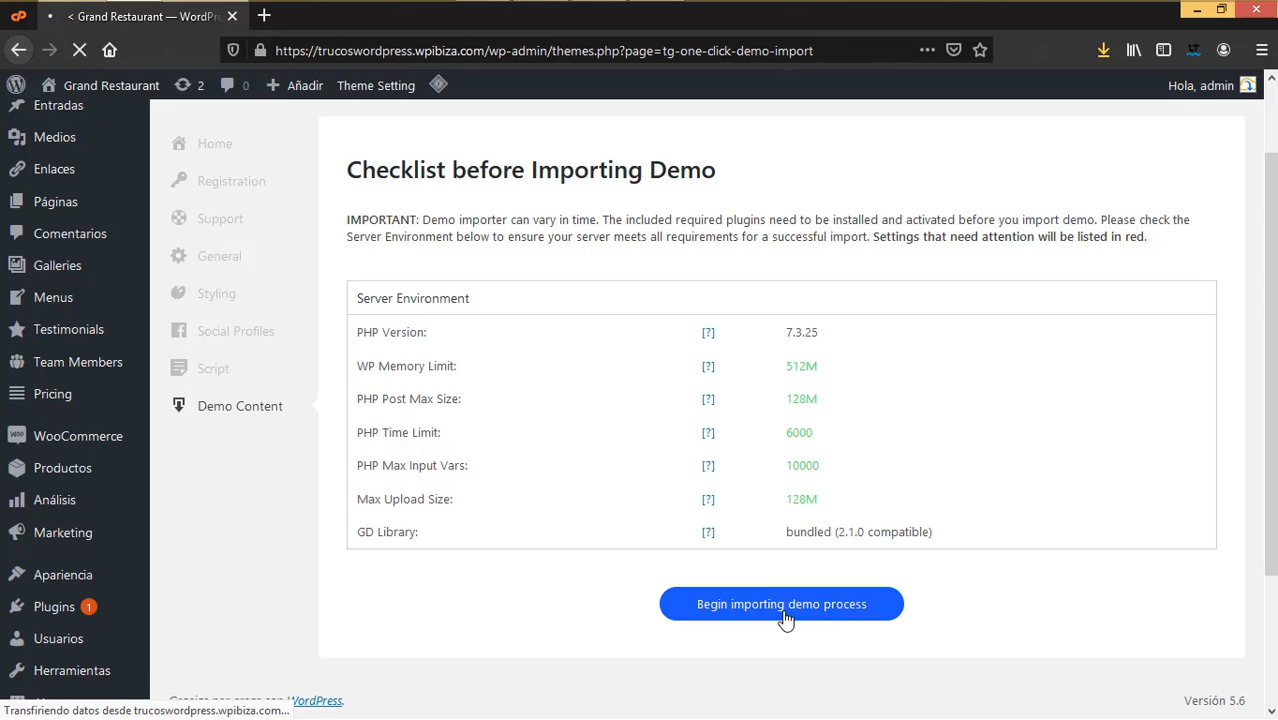 < Grand Restaurant — WordPr
https://trucoswordpress.wpibiza.com/wp-admin/themes.php?page=tg-one-click-demo-import
Grand Restaurant 2 0 Añadir Theme Setting Hola, admin
Entradas
Medios
Enlaces
Páginas
Comentarios
Galleries
Menus
Testimonials
Team Members
Pricing
WooCommerce
Productos
Análisis
Marketing
Apariencia
Plugins 1
Usuarios
Herramientas
Home
Registration
Support
General
Styling
Social Profiles
Script
Demo Content
Checklist before Importing Demo
IMPORTANT: Demo importer can vary in time. The included required plugins need to be installed and activated before you import demo. Please check the
Server Environment below to ensure your server meets all requirements for a successful import. Settings that need attention will be listed in red.
Server Environment
PHP Version: [?] 7.3.25
WP Memory Limit: [?] 512M
PHP Post Max Size: [?] 128M
PHP Time Limit: [?] 6000
PHP Max Input Vars: [?] 10000
Max Upload Size: [?] 128M
GD Library: [?] bundled (2.1.0 compatible)
Begin importing demo process
WordPress. Versión 5.6
Transfiriendo datos desde trucoswordpress.wpibiza.com...